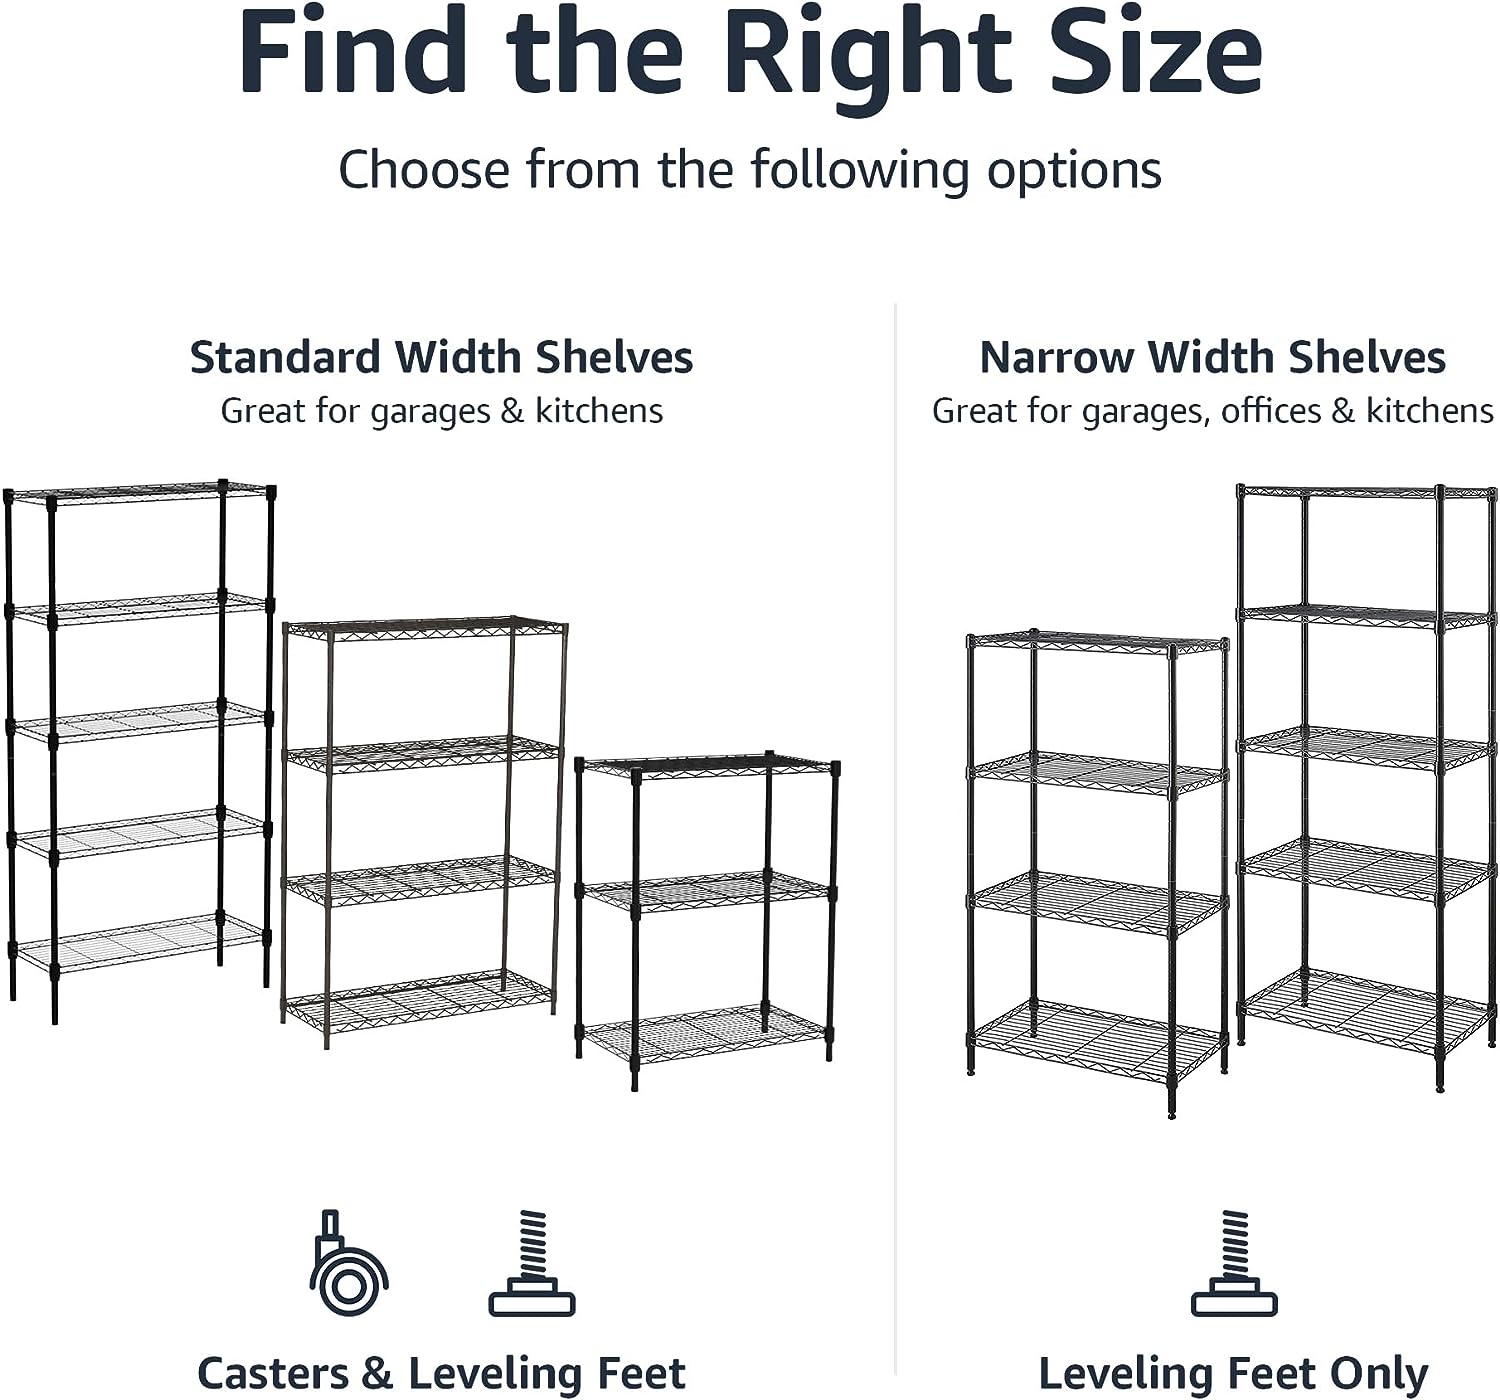 Find the Right Size
Choose from the following options
Standard Width Shelves
Great for garages & kitchens
Narrow Width Shelves
Great for garages, offices & kitchens
Casters & Leveling Feet
Leveling Feet Only